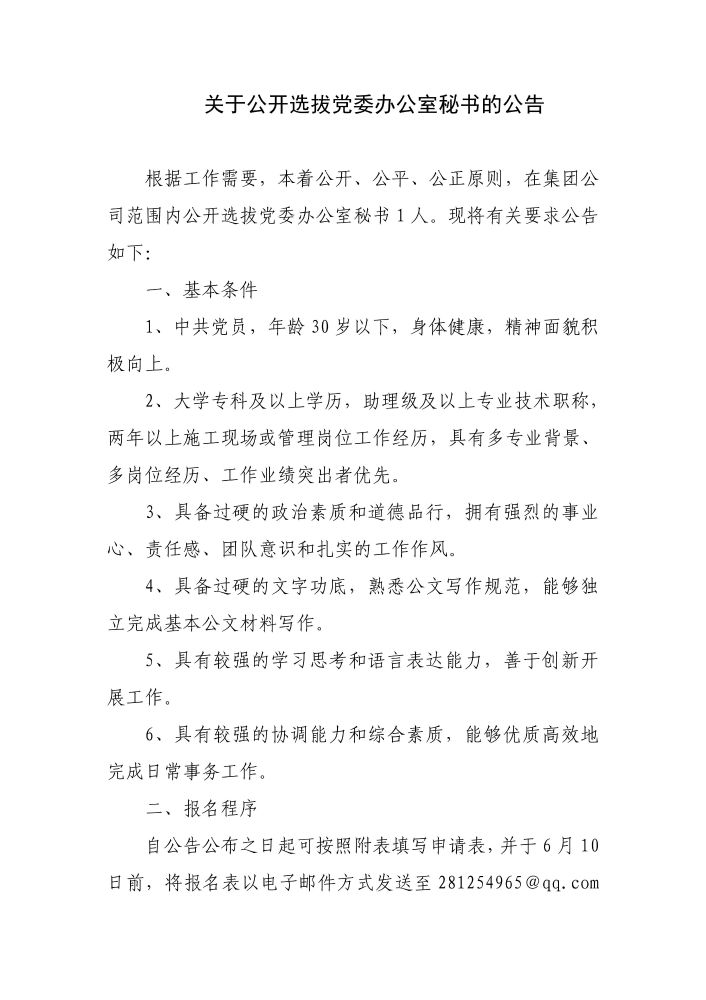 关于公开选拔党委办公室秘书的公告
根据工作需要，本着公开、公平、公正原则，在集团公
司范围内公开选拔党委办公室秘书1人。现将有关要求公告
如下：
一、基本条件
1、中共党员，年龄30岁以下，身体健康，精神面貌积
极向上。
2、大学专科及以上学历，助理级及以上专业技术职称，
两年以上施工现场或管理岗位工作经历，具有多专业背景、
多岗位经历、工作业绩突出者优先。
3、具备过硬的政治素质和道德品行，拥有强烈的事业
心、责任感、团队意识和扎实的工作作风。
4、具备过硬的文字功底，熟悉公文写作规范，能够独
立完成基本公文材料写作。
5、具有较强的学习思考和语言表达能力，善于创新开
展工作。
6、具有较强的协调能力和综合素质，能够优质高效地
完成日常事务工作。
二、报名程序
自公告公布之日起可按照附表填写申请表，并于6月10
日前，将报名表以电子邮件方式发送至281254965@qq.com